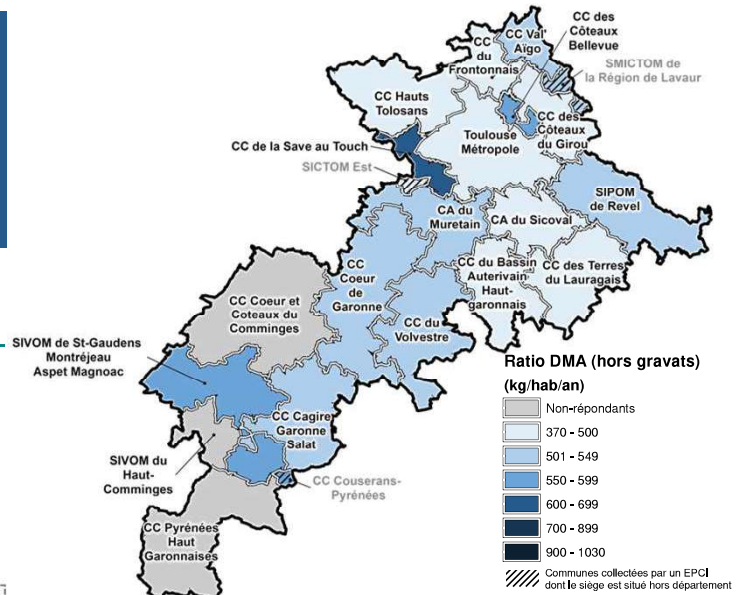 CC des
Côteaux
Bellevue
CC Val'
Aïgo
CC
du
Frontonnais
SMICTOM de
la Région de Lavaur
CC Hauts
Tolosans
CC des
Côteaux
du Girou
Toulouse
Métropole
CC de la Save au Touch
SICTOM Est
SIPOM
de Revel
CA du
Muretain
CA du Sicoval
CC
Coeur
de
Garonne
CC du Bassin
Auterivain
Haut-
garonnais
CC des Terres
du Lauragais
CC Coeur et
Coteaux du
Comminges
CC du
Volvestre
SIVOM de St-Gaudens
Montréjeau
Aspet Magnoac
CC Cagire
Garonne
Salat
SIVOM du
Haut-
Comminges
CC Couserans-
Pyrénées
CC Pyrénées
Haut
Garonnaises
Ratio DMA (hors gravats)
(kg/hab/an)
Non-répondants
370 - 500
501 - 549
550 - 599
600 - 699
700 - 899
900 - 1030
Communes collectées par un EPCI
dont le siège est situé hors département